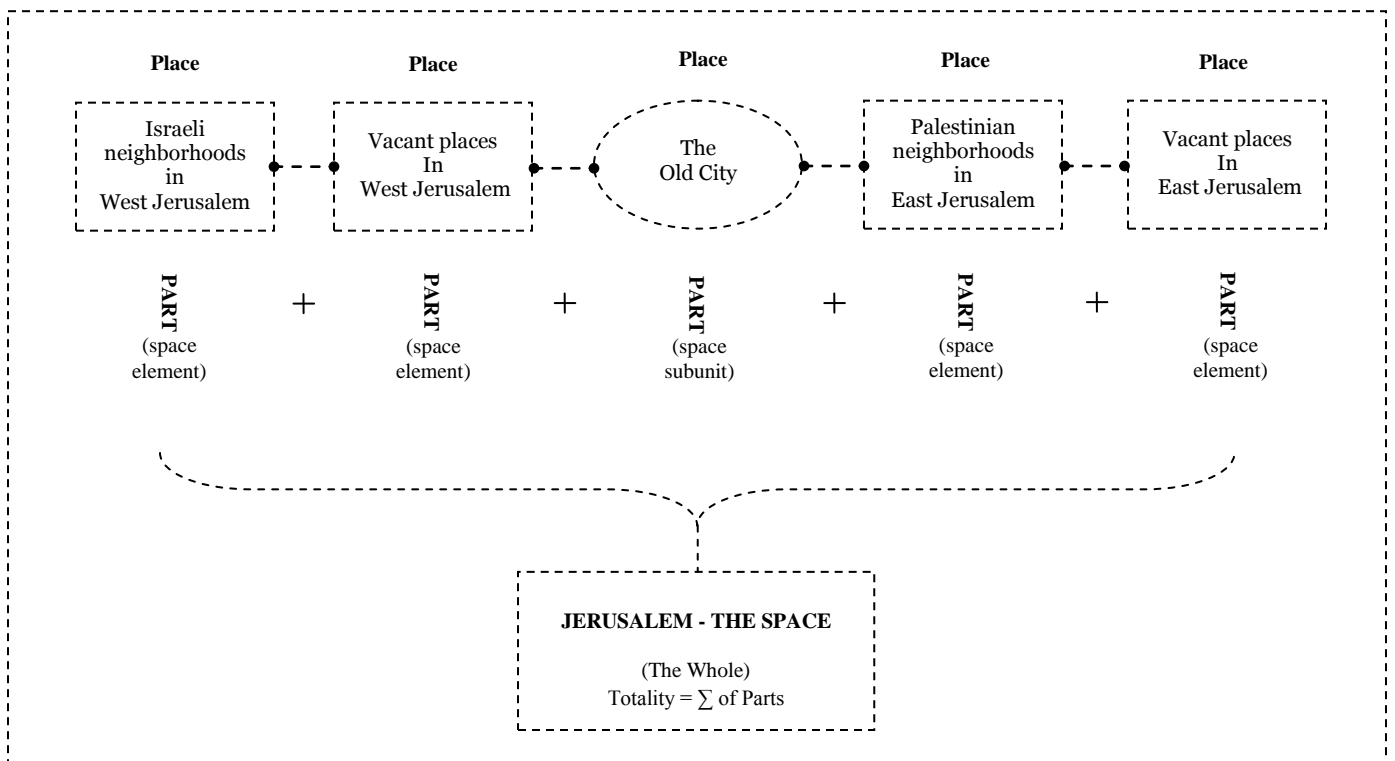 Place
Place
Place
Place
Place
Israeli
neighborhoods
in
West Jerusalem
Vacant places
In
West Jerusalem
The
Old City
Palestinian
neighborhoods
in
East Jerusalem
Vacant places
In
East Jerusalem
PART
(space
element)
+
PART
(space
element)
+
PART
(space
subunit)
+
PART
(space
element)
+
PART
(space
element)
JERUSALEM - THE SPACE
(The Whole)
Totality = ∑ of Parts